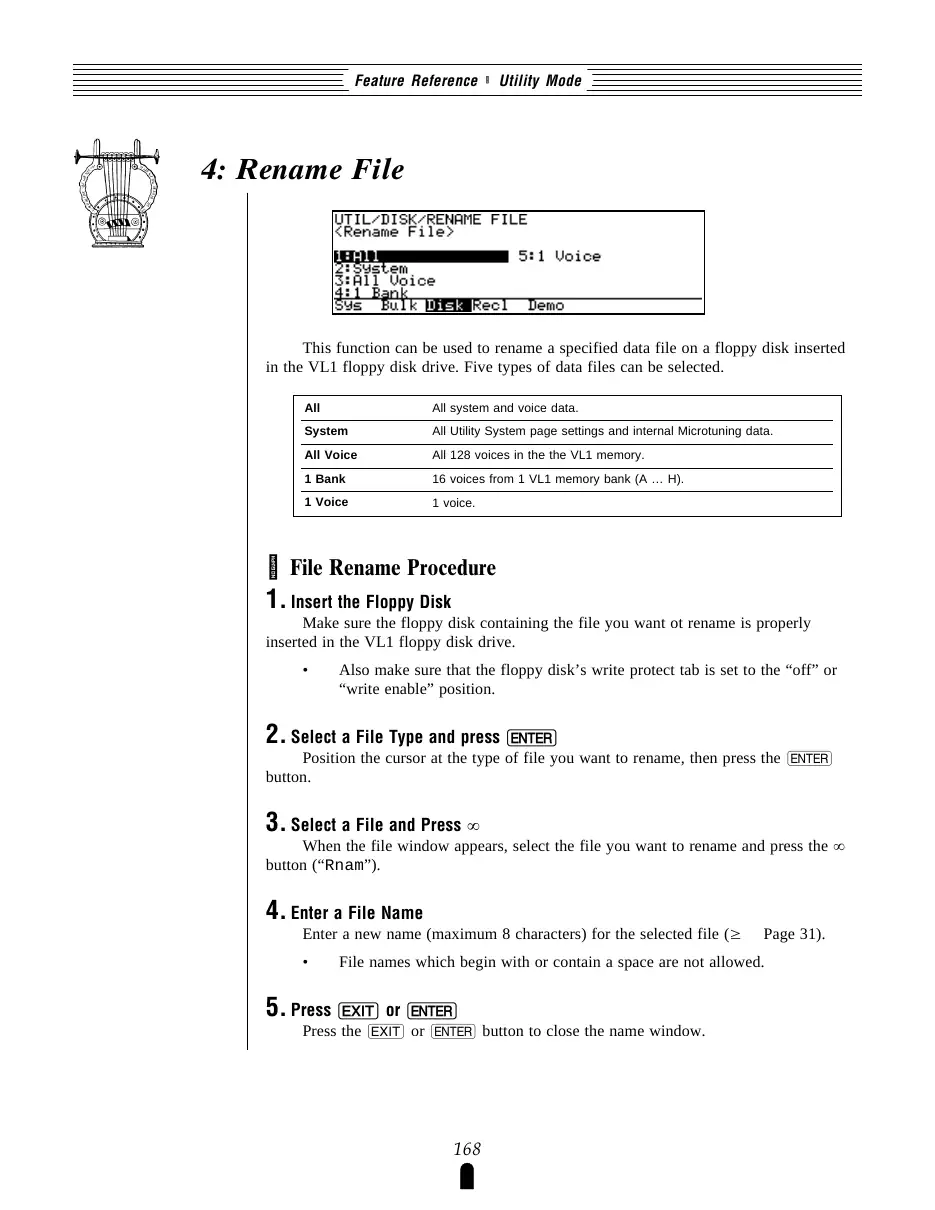 Feature Reference Utility Mode
4: Rename File
UTIL/DISK/RENAME FILE
<Rename File>
1:All 5:1 Voice
2:System
3:All Voice
4:1 Bank
Sys Bulk Disk Recl Demo
This function can be used to rename a specified data file on a floppy disk inserted
in the VL1 floppy disk drive. Five types of data files can be selected.
All All system and voice data.
System All Utility System page settings and internal Microtuning data.
All Voice All 128 voices in the the VL1 memory.
1 Bank 16 voices from 1 VL1 memory bank (A … H).
1 Voice 1 voice.
File Rename Procedure
1. Insert the Floppy Disk
Make sure the floppy disk containing the file you want ot rename is properly
inserted in the VL1 floppy disk drive.
• Also make sure that the floppy disk’s write protect tab is set to the “off” or
“write enable” position.
2. Select a File Type and press ENTER
Position the cursor at the type of file you want to rename, then press the ENTER
button.
3. Select a File and Press ∞
When the file window appears, select the file you want to rename and press the ∞
button (“Rnam”).
4. Enter a File Name
Enter a new name (maximum 8 characters) for the selected file (≥ Page 31).
• File names which begin with or contain a space are not allowed.
5. Press EXIT or ENTER
Press the EXIT or ENTER button to close the name window.
168